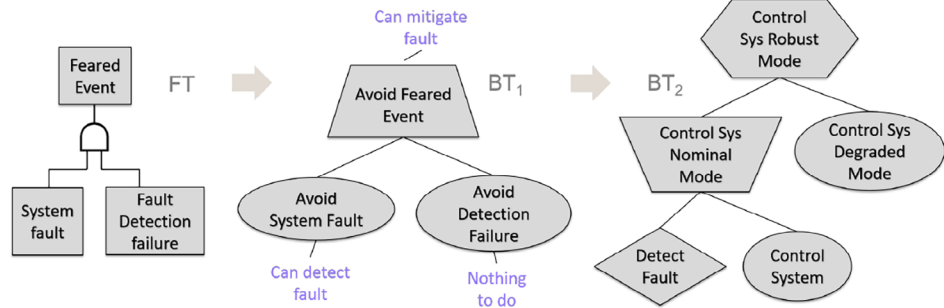 Feared
Event
FT
System
fault
Fault
Detection
failure
Can mitigate
fault
Avoid Feared
Event
BT₁
Avoid
System Fault
Avoid
Detection
Failure
Can detect
fault
Nothing
to do
BT₂
Control
Sys Robust
Mode
Control Sys
Nominal
Mode
Control Sys
Degraded
Mode
Detect
Fault
Control
System